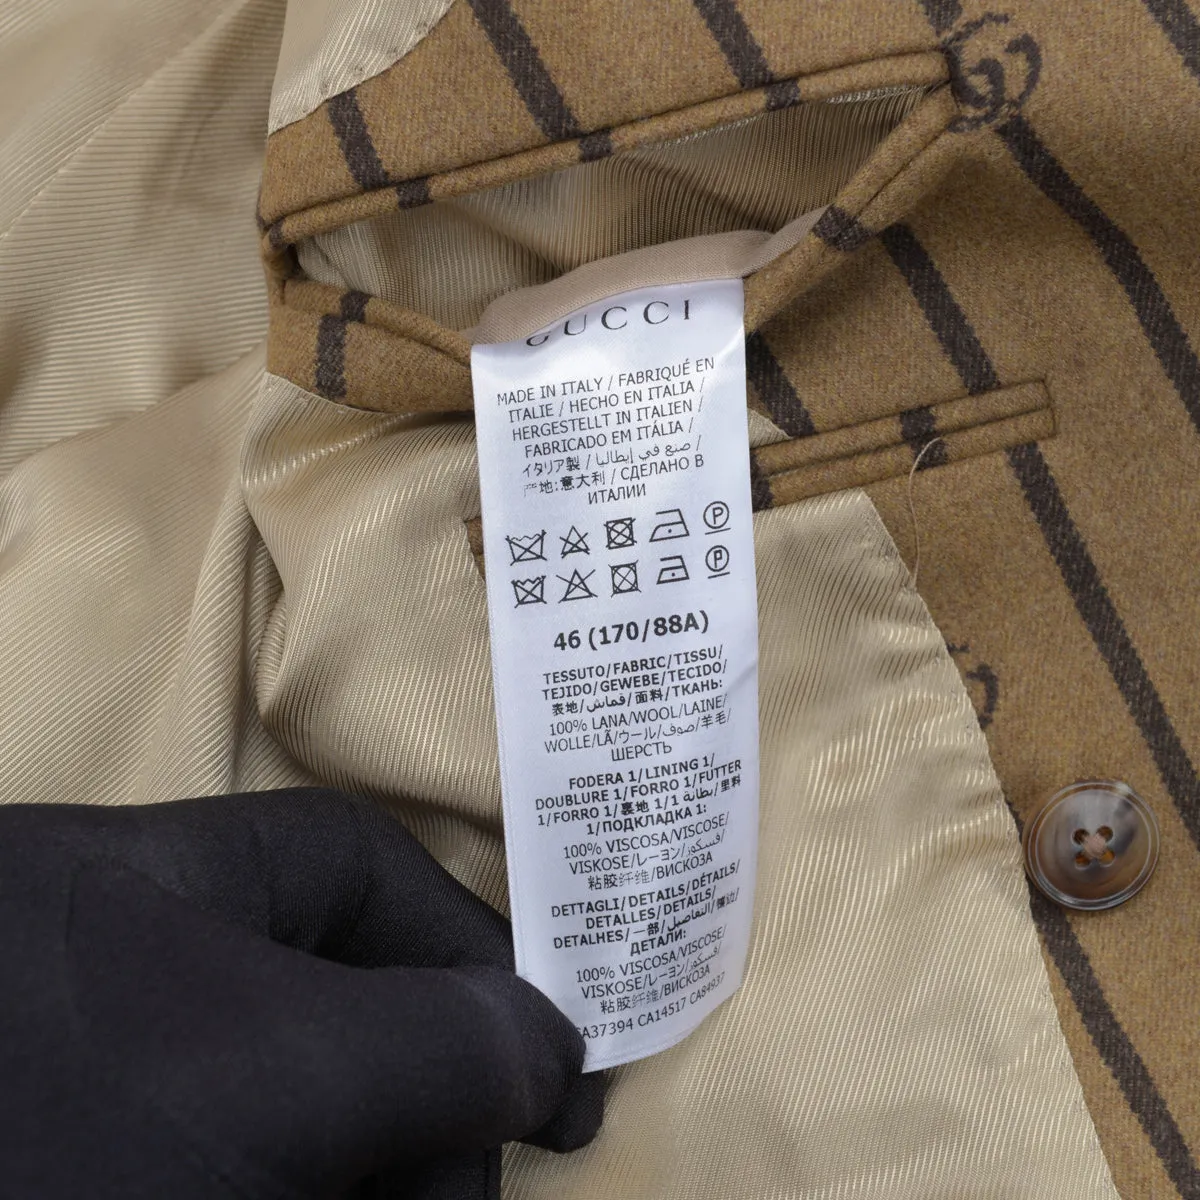 GUCCI
MADE IN ITALY / FABRIQUÉ EN
ITALIE / HECHO EN ITALIA /
HERGESTELLT IN ITALIEN /
FABRICADO EM ITÁLIA /
イタリア製 / صنع في إيطاليا /
产地:意大利 / СДЕЛАНО В
ИТАЛИИ
P
P
46 (170/88A)
TESSUTO/FABRIC/TISSU/
TEJIDO/GEWEBE/TECIDO/
表地/قماش/面料/ТКАНЬ:
100% LANA/WOOL/LAINE/
WOLLE/LÃ/ウール/صوف/羊毛/
ШЕРСТЬ
FODERA 1/LINING 1/
DOUBLURE 1/FORRO 1/FUTTER
1/FORRO 1/裏地 1/بطانة 1/里料
1/ПОДКЛАДКА 1:
100% VISCOSA/VISCOSE/
VISKOSE/レーヨン/فسكوز/
粘胶纤维/ВИСКОЗА
DETTAGLI/DETAILS/DÉTAILS/
DETALLES/DETAILS/
DETALHES/一部/التفاصيل/
ДЕТАЛИ:
100% VISCOSA/VISCOSE/
VISKOSE/レーヨン/فسكوز/
粘胶纤维/ВИСКОЗА
A37394 CA14517 CA84937